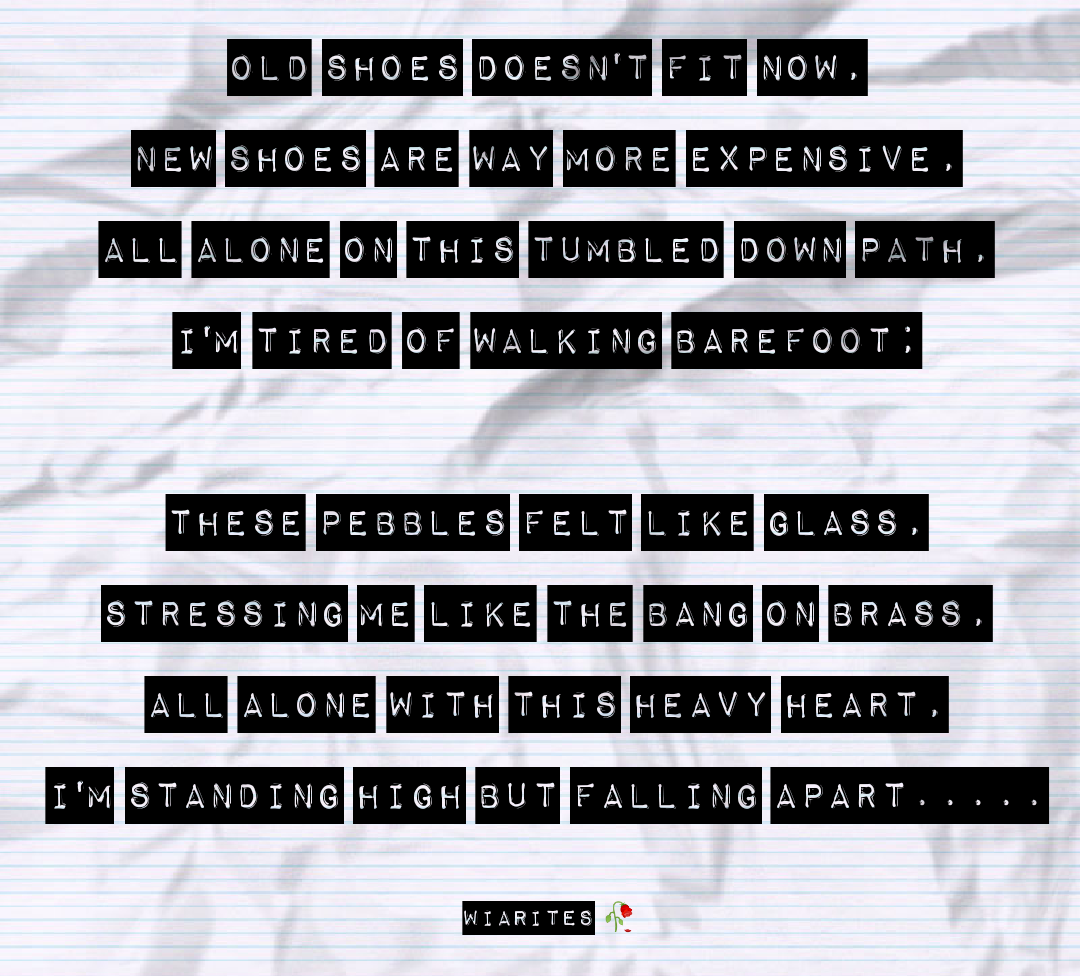 OLD SHOES DOESN'T FIT NOW,
NEW SHOES ARE WAY MORE EXPENSIVE,
ALL ALONE ON THIS TUMBLED DOWN PATH,
I'M TIRED OF WALKING BAREFOOT;
THESE PEBBLES FELT LIKE GLASS,
STRESSING ME LIKE THE BANG ON BRASS,
ALL ALONE WITH THIS HEAVY HEART,
I'M STANDING HIGH BUT FALLING APART.....
WIARITES 🥀